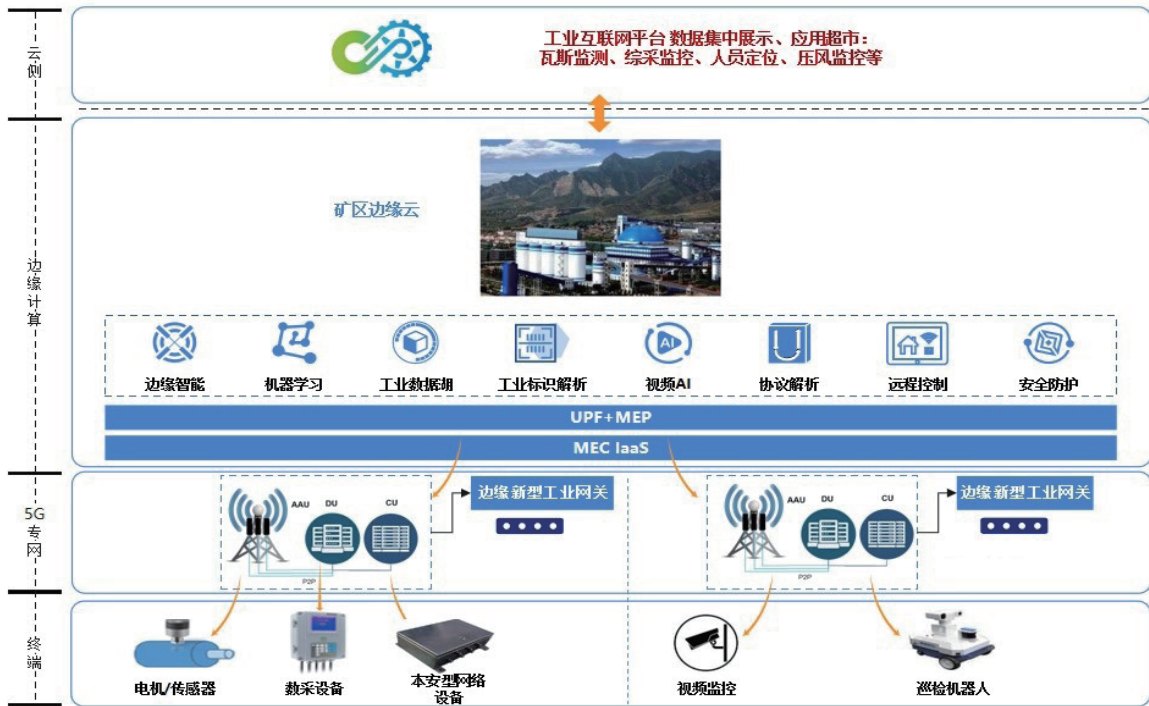 云侧
工业互联网平台 数据集中展示、应用超市：
瓦斯监测、综采监控、人员定位、压风监控等
边缘计算
矿区边缘云
边缘智能
机器学习
工业数据湖
工业标识解析
视频AI
协议解析
远程控制
安全防护
UPF+MEP
MEC IaaS
5G专网
AAU
DU
CU
P2P
边缘新型工业网关
AAU
DU
CU
P2P
边缘新型工业网关
终端
电机/传感器
数采设备
本安型网络
设备
视频监控
巡检机器人